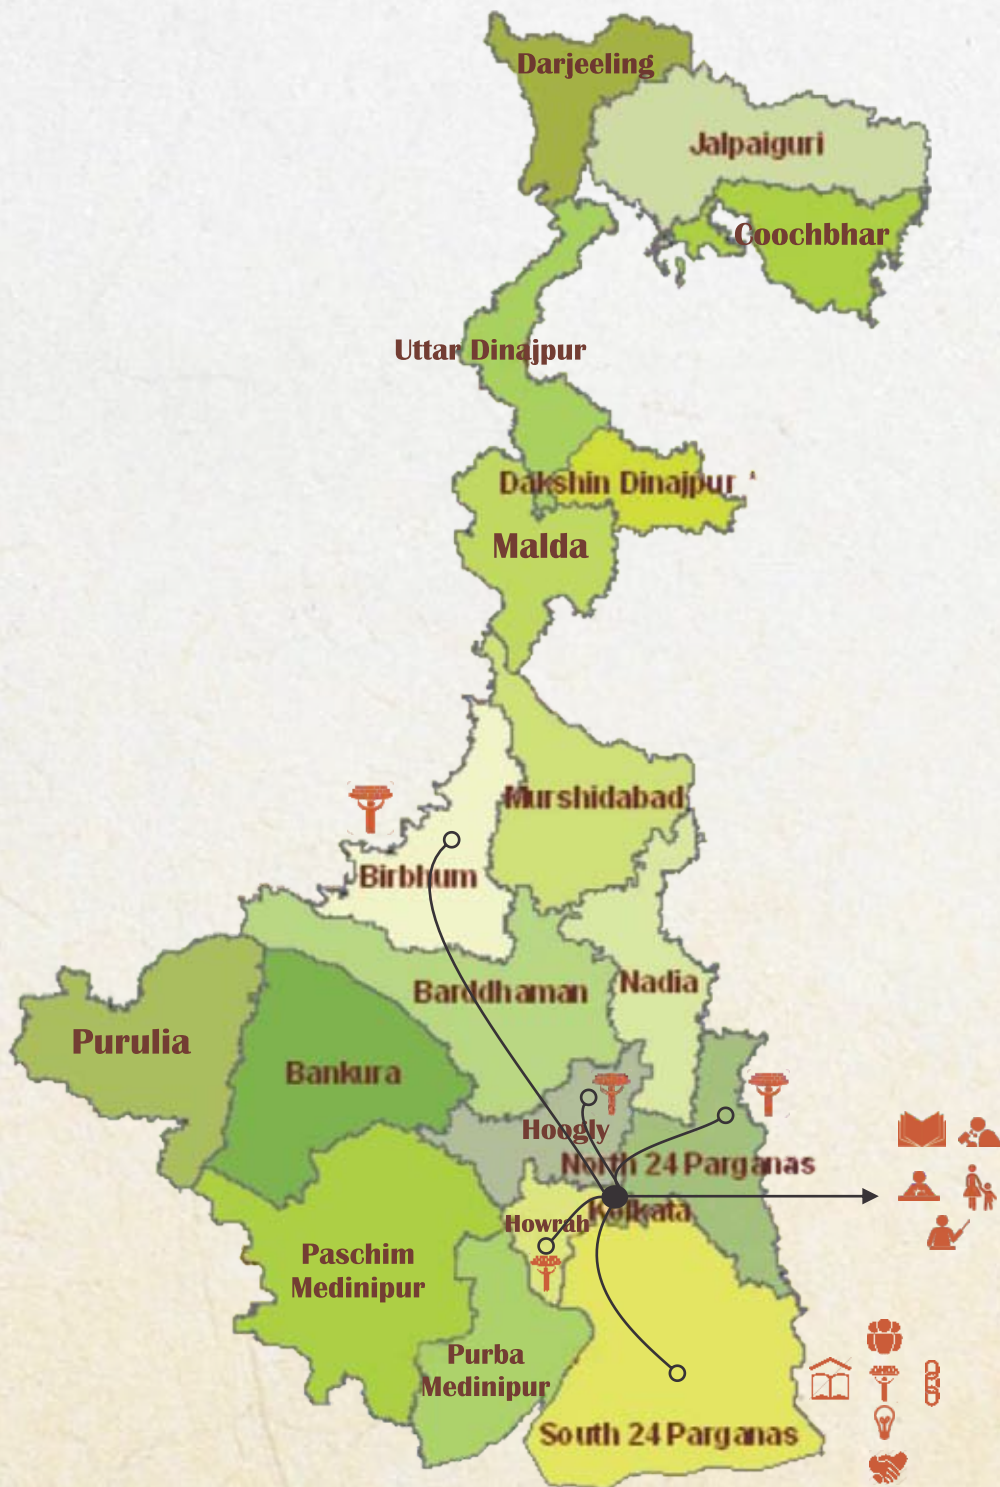 Darjeeling
Jalpaiguri
Coochbhar
Uttar Dinajpur
Dakshin Dinajpur
Malda
Murshidabad
Birbhum
Nadia
Barddhaman
Purulia
Bankura
Hoogly
North 24 Parganas
Kolkata
Howrah
Paschim
Medinipur
Purba
Medinipur
South 24 Parganas